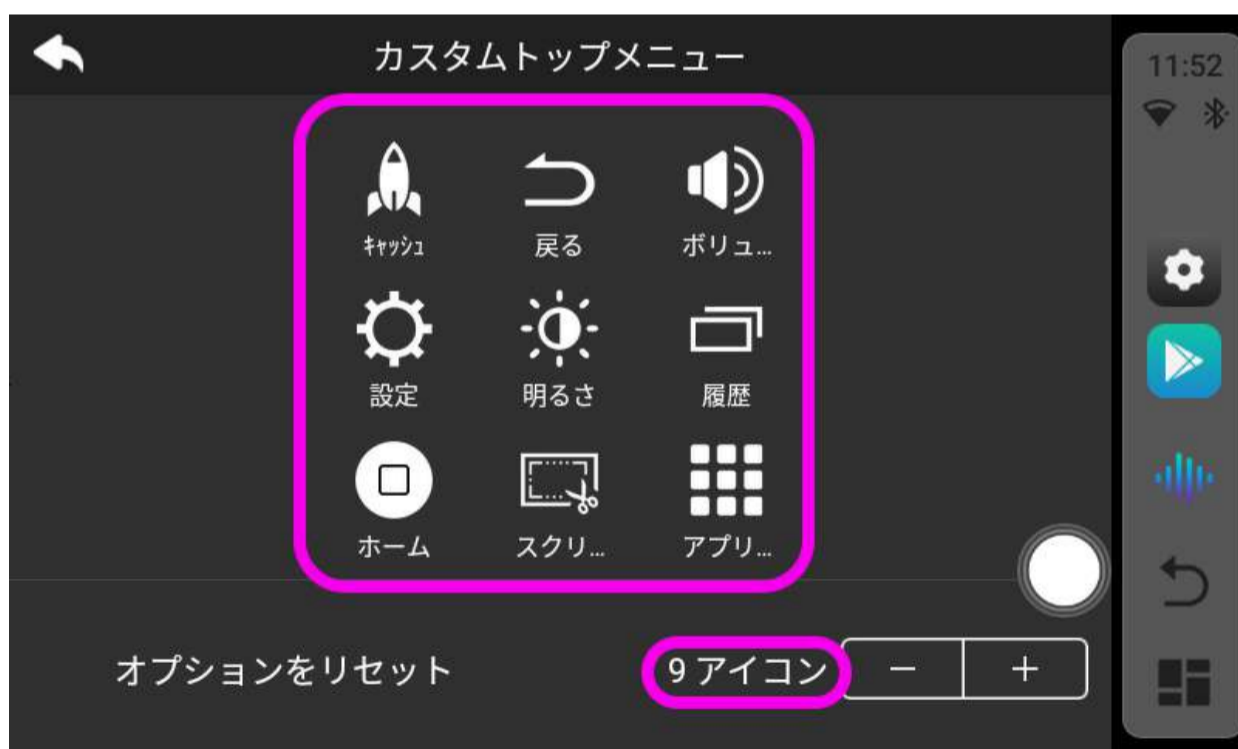 カスタムトップメニュー
11:52
ｷｬｯｼｭ
戻る
ボリュ...
設定
明るさ
履歴
ホーム
スクリ...
アプリ...
オプションをリセット
9 アイコン
－
＋